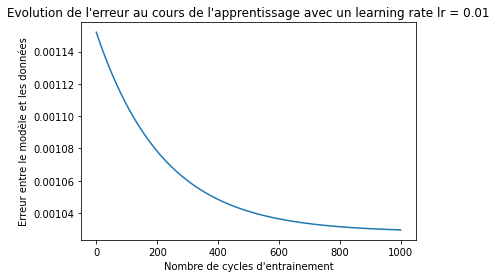 Evolution de l'erreur au cours de l'apprentissage avec un learning rate lr = 0.01
Erreur entre le modèle et les données
0.00114
0.00112
0.00110
0.00108
0.00106
0.00104
0 200 400 600 800 1000
Nombre de cycles d'entrainement